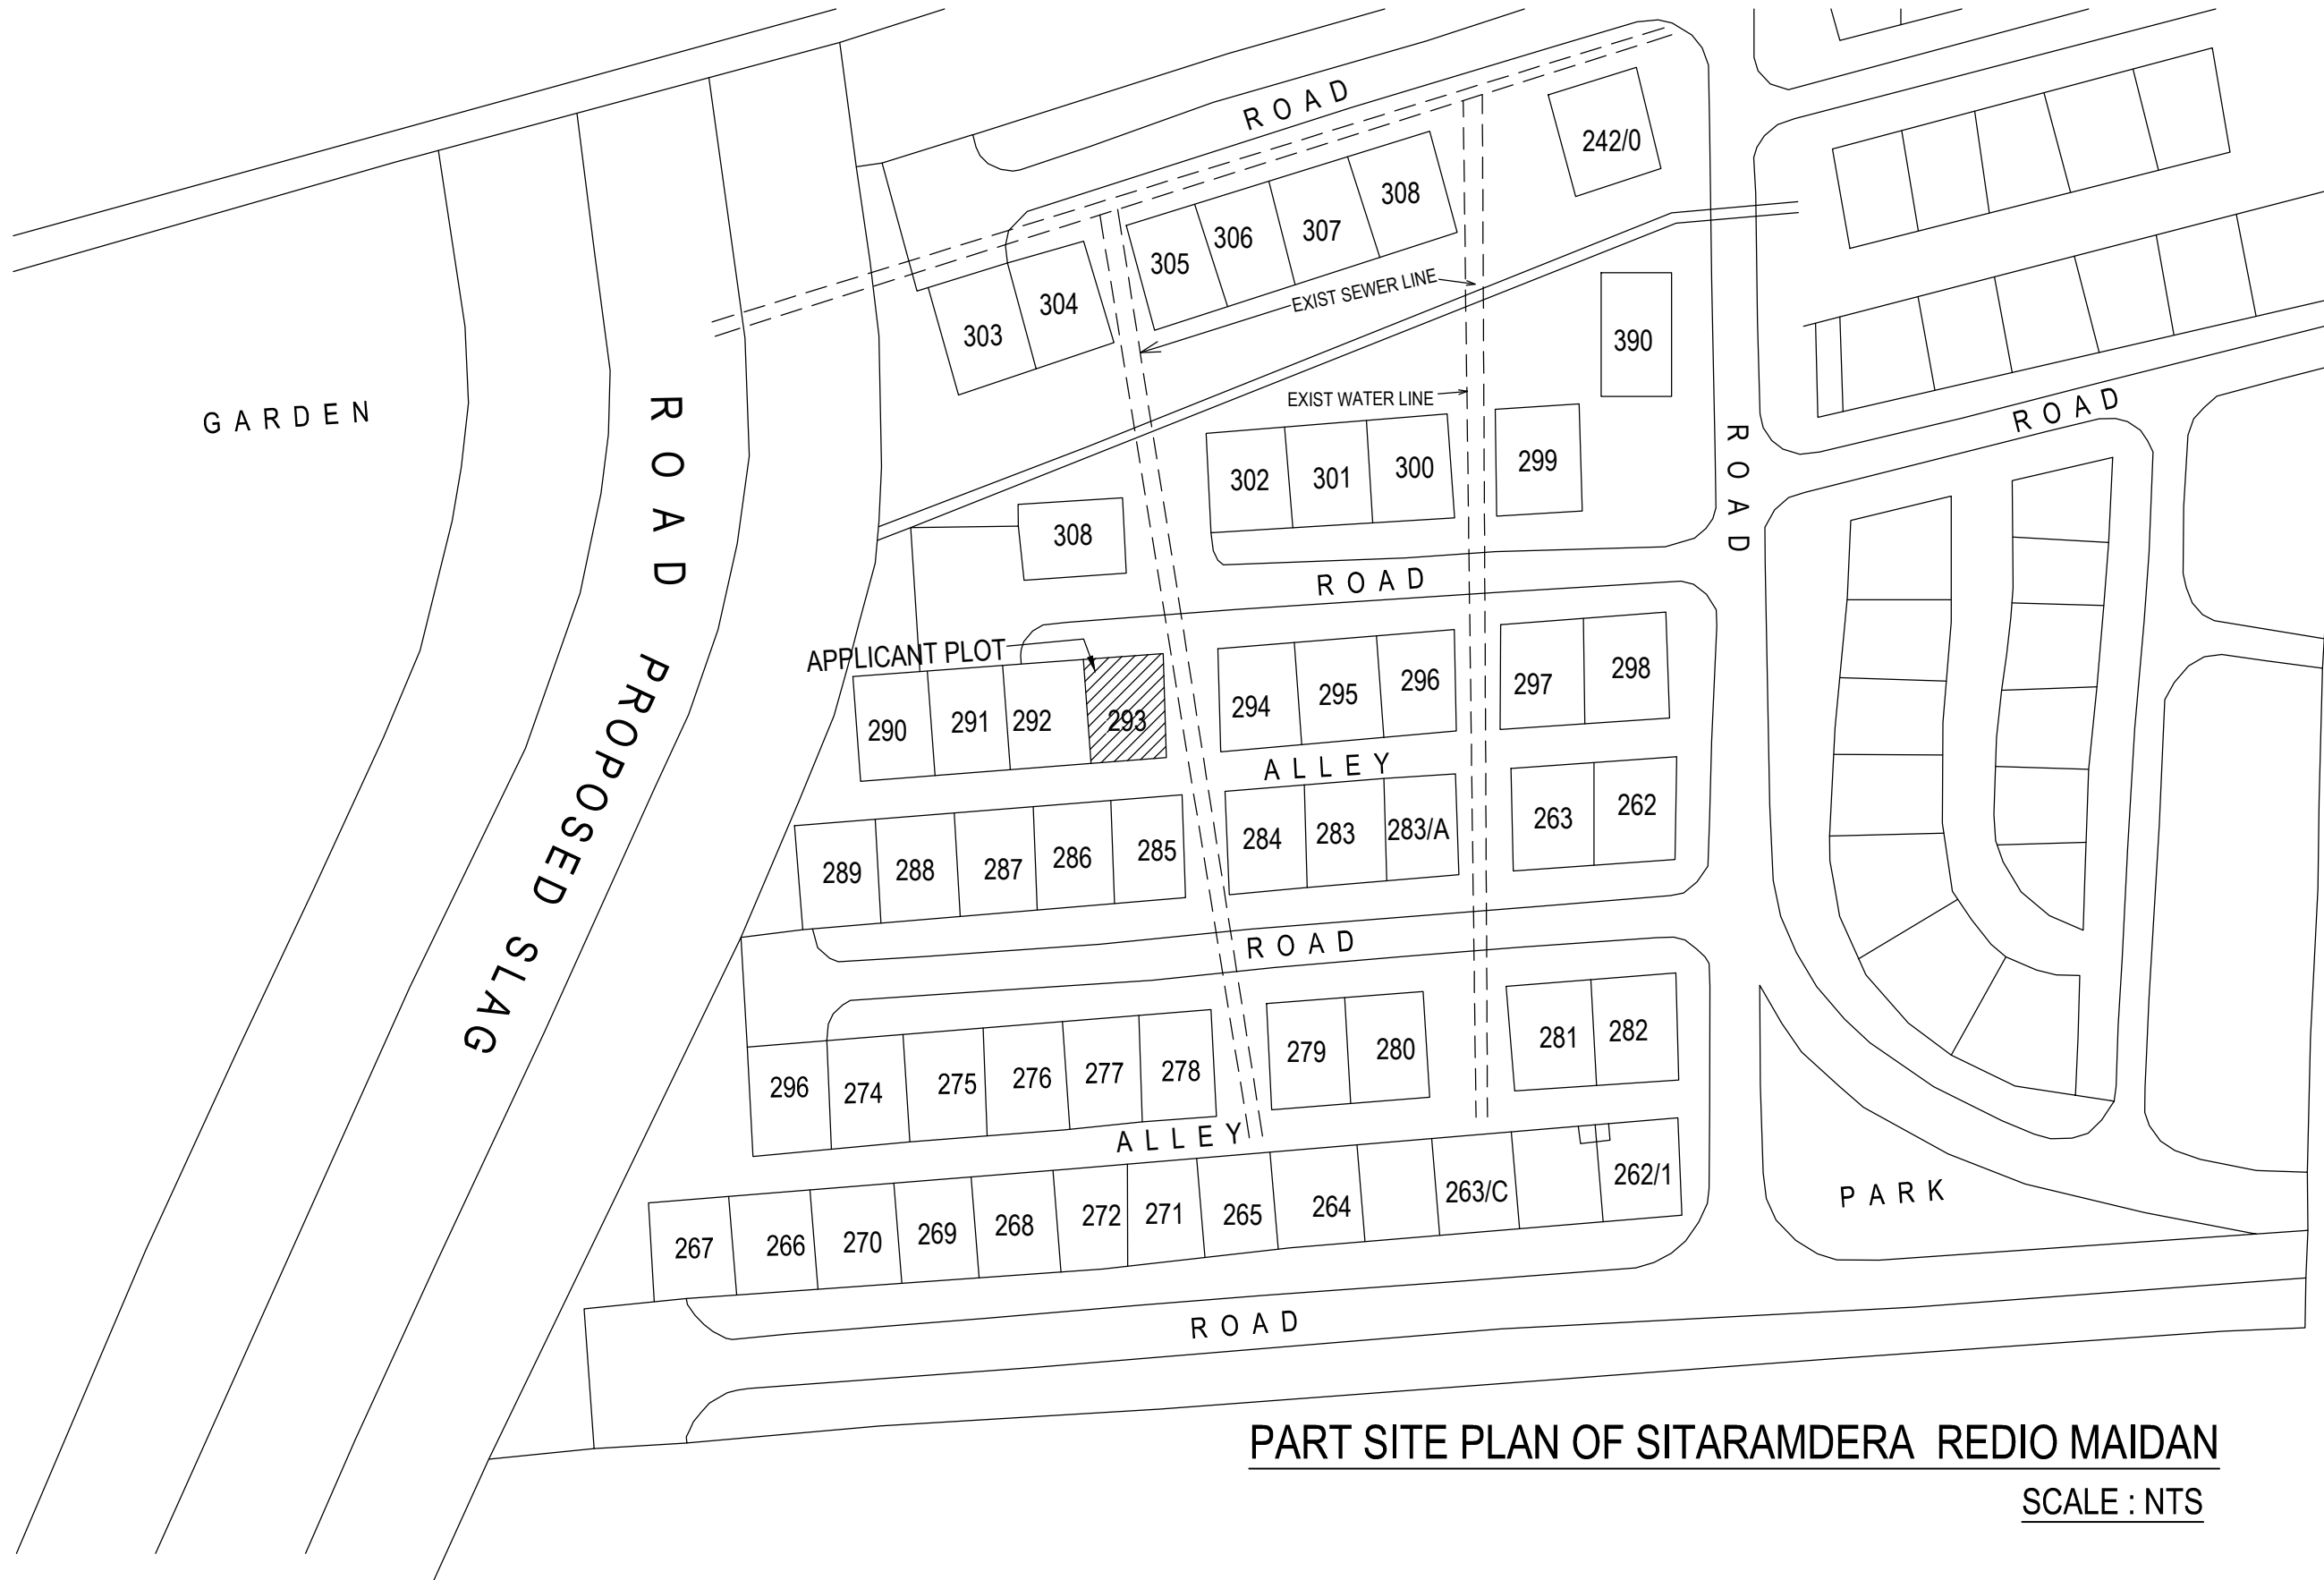 ROAD
242/0
308
307
306
305
304
303
EXIST SEWER LINE
390
EXIST WATER LINE
GARDEN
ROAD
ROAD
ROAD
302
301
300
299
308
ROAD
APPLICANT PLOT
290
291
292
293
294
295
296
297
298
PROPOSED SLAG
ALLEY
289
288
287
286
285
284
283
283/A
263
262
ROAD
296
274
275
276
277
278
279
280
281
282
ALLEY
267
266
270
269
268
272
271
265
264
263/C
262/1
PARK
ROAD
PART SITE PLAN OF SITARAMDERA REDIO MAIDAN
SCALE : NTS